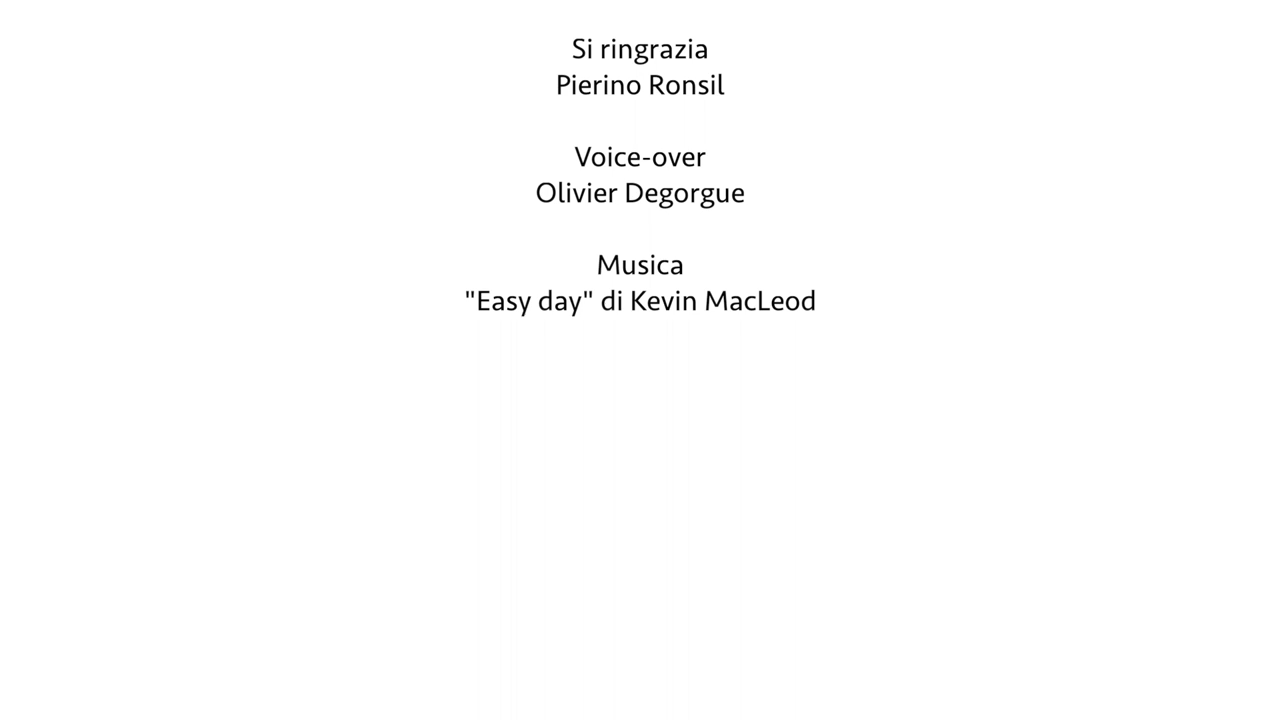 Si ringrazia
Pierino Ronsil
Voice-over
Olivier Degorgue
Musica
"Easy day" di Kevin MacLeod